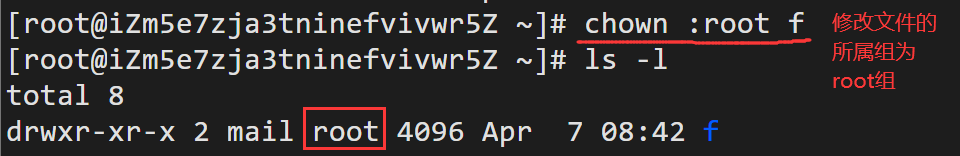 [root@iZm5e7zja3tninefvivwr5Z ~]# chown :root f
修改文件的
所属组为
root组
[root@iZm5e7zja3tninefvivwr5Z ~]# ls -l
total 8
drwxr-xr-x 2 mail root 4096 Apr  7 08:42 f